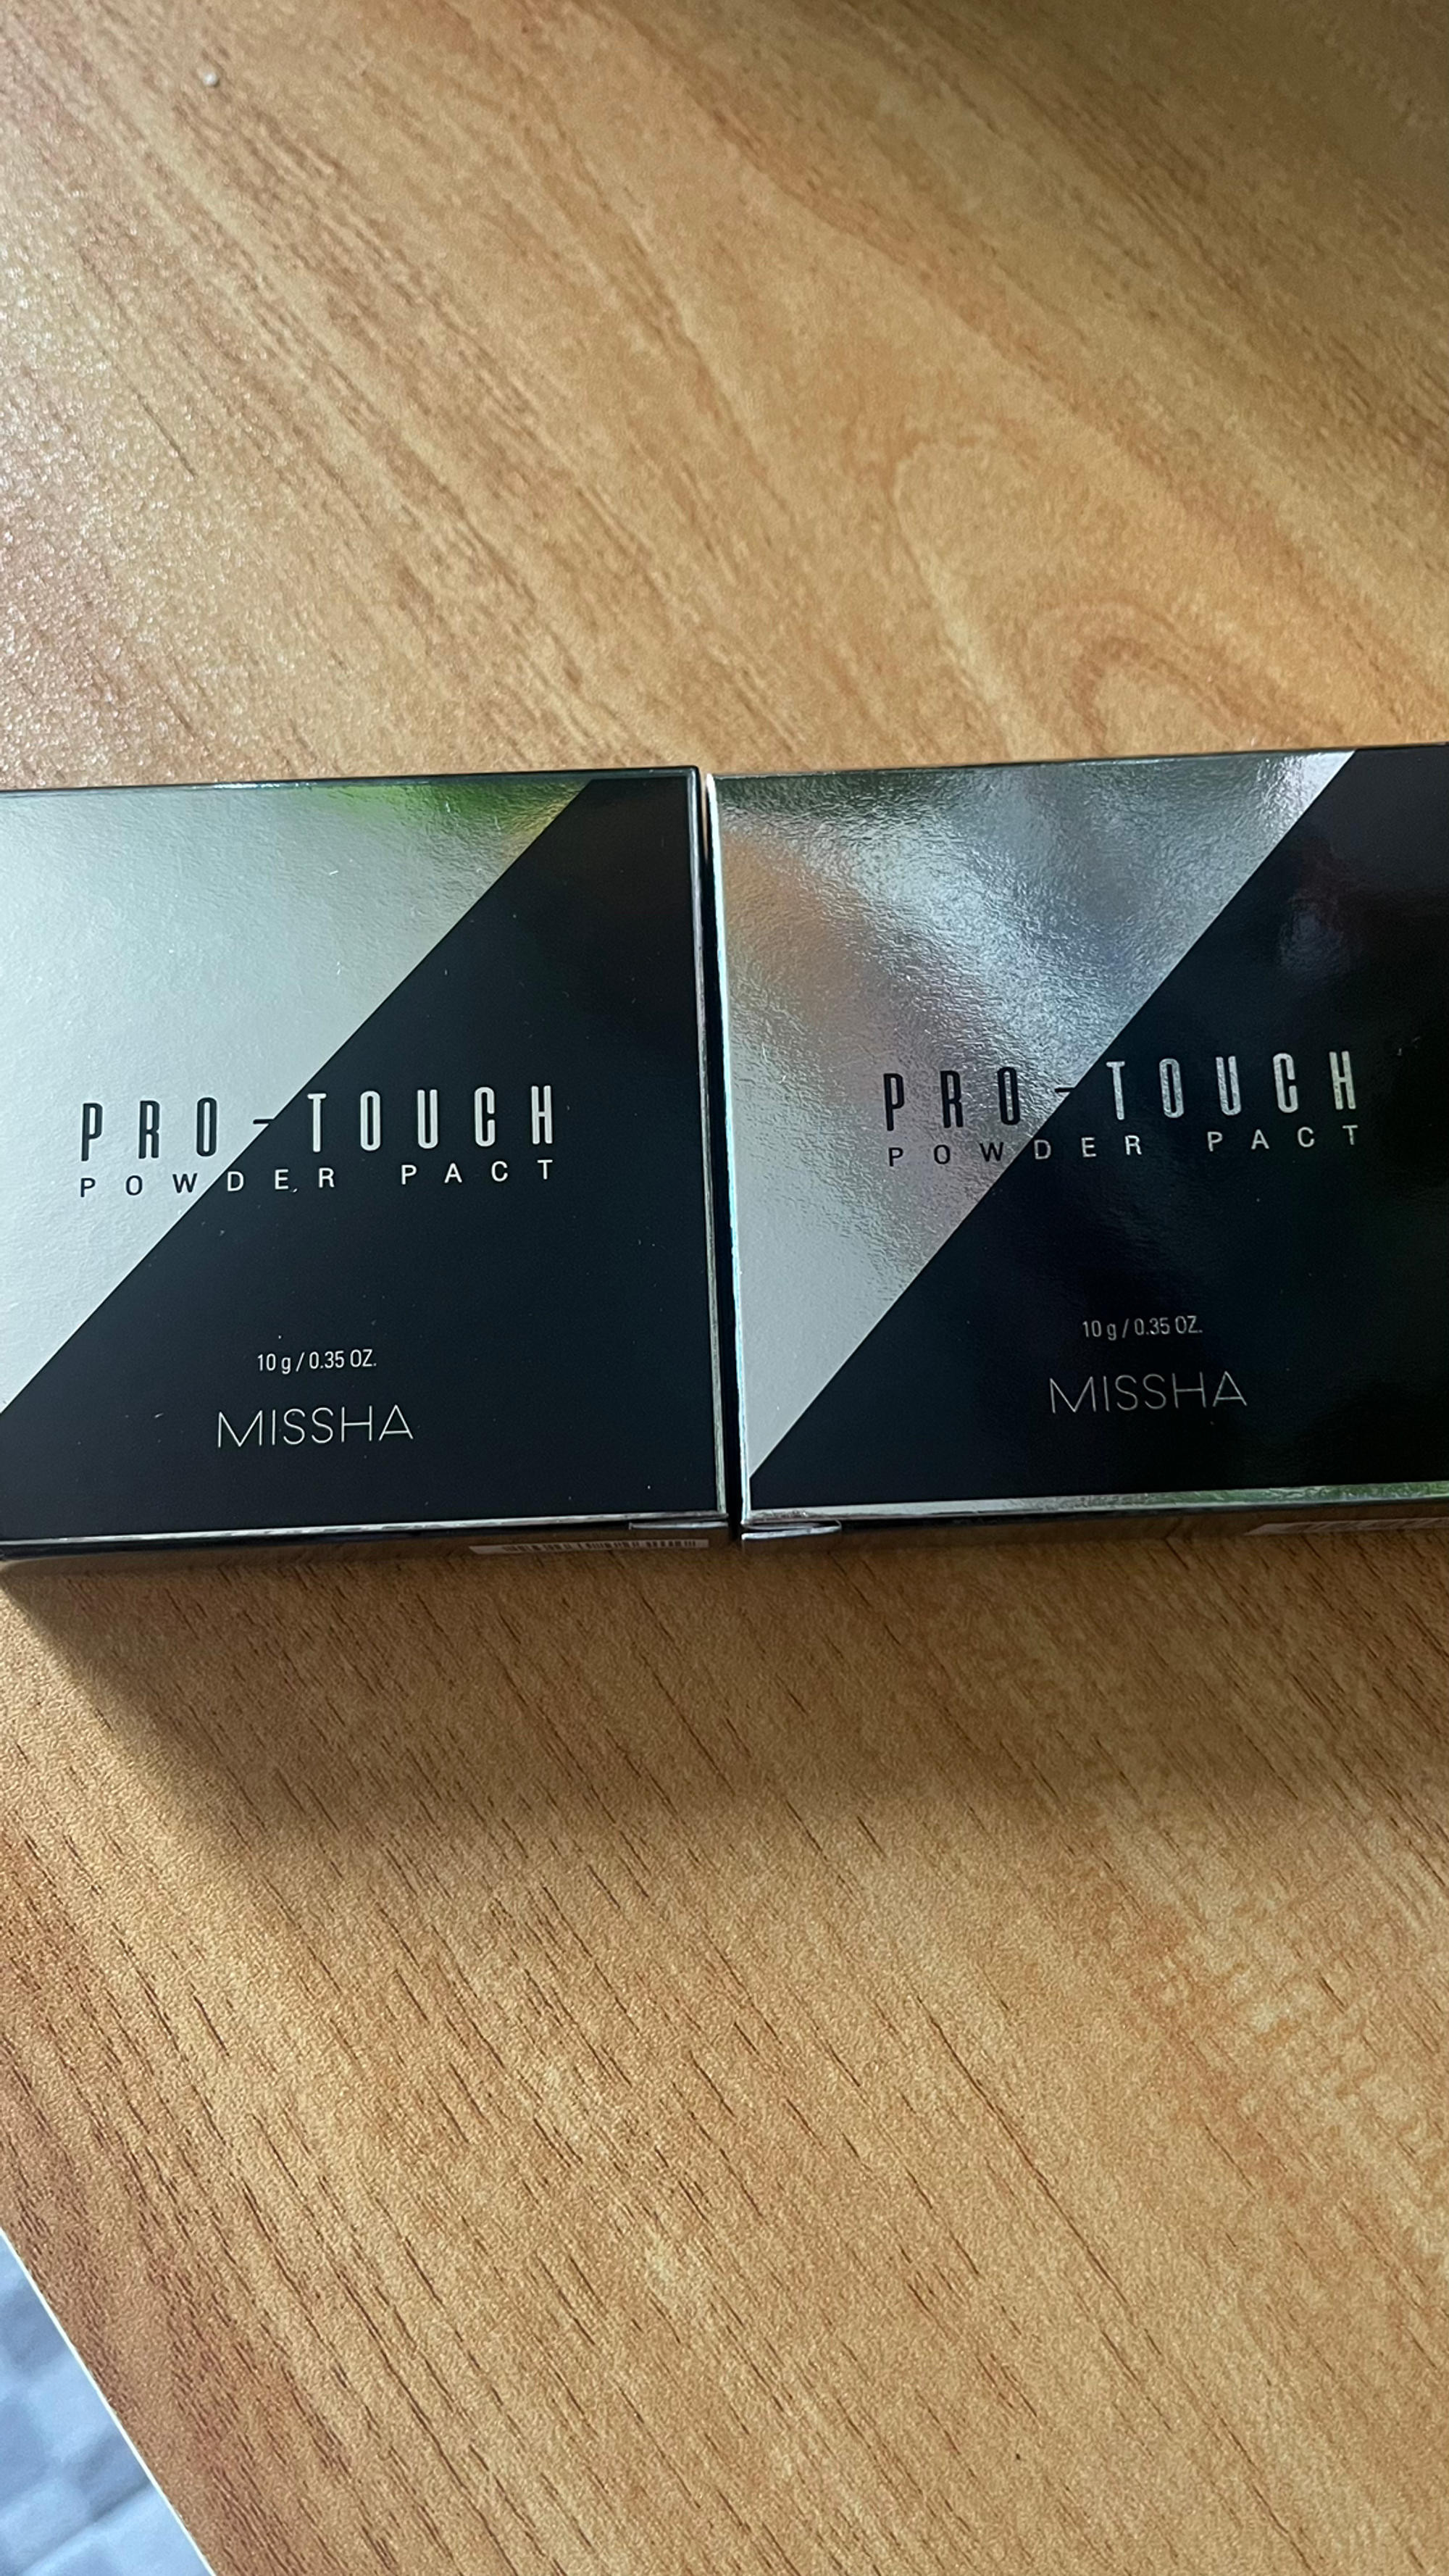 PRO-TOUCH
POWDER PACT
10 g / 0.35 OZ.
MISSHA
PRO-TOUCH
POWDER PACT
10 g / 0.35 OZ.
MISSHA